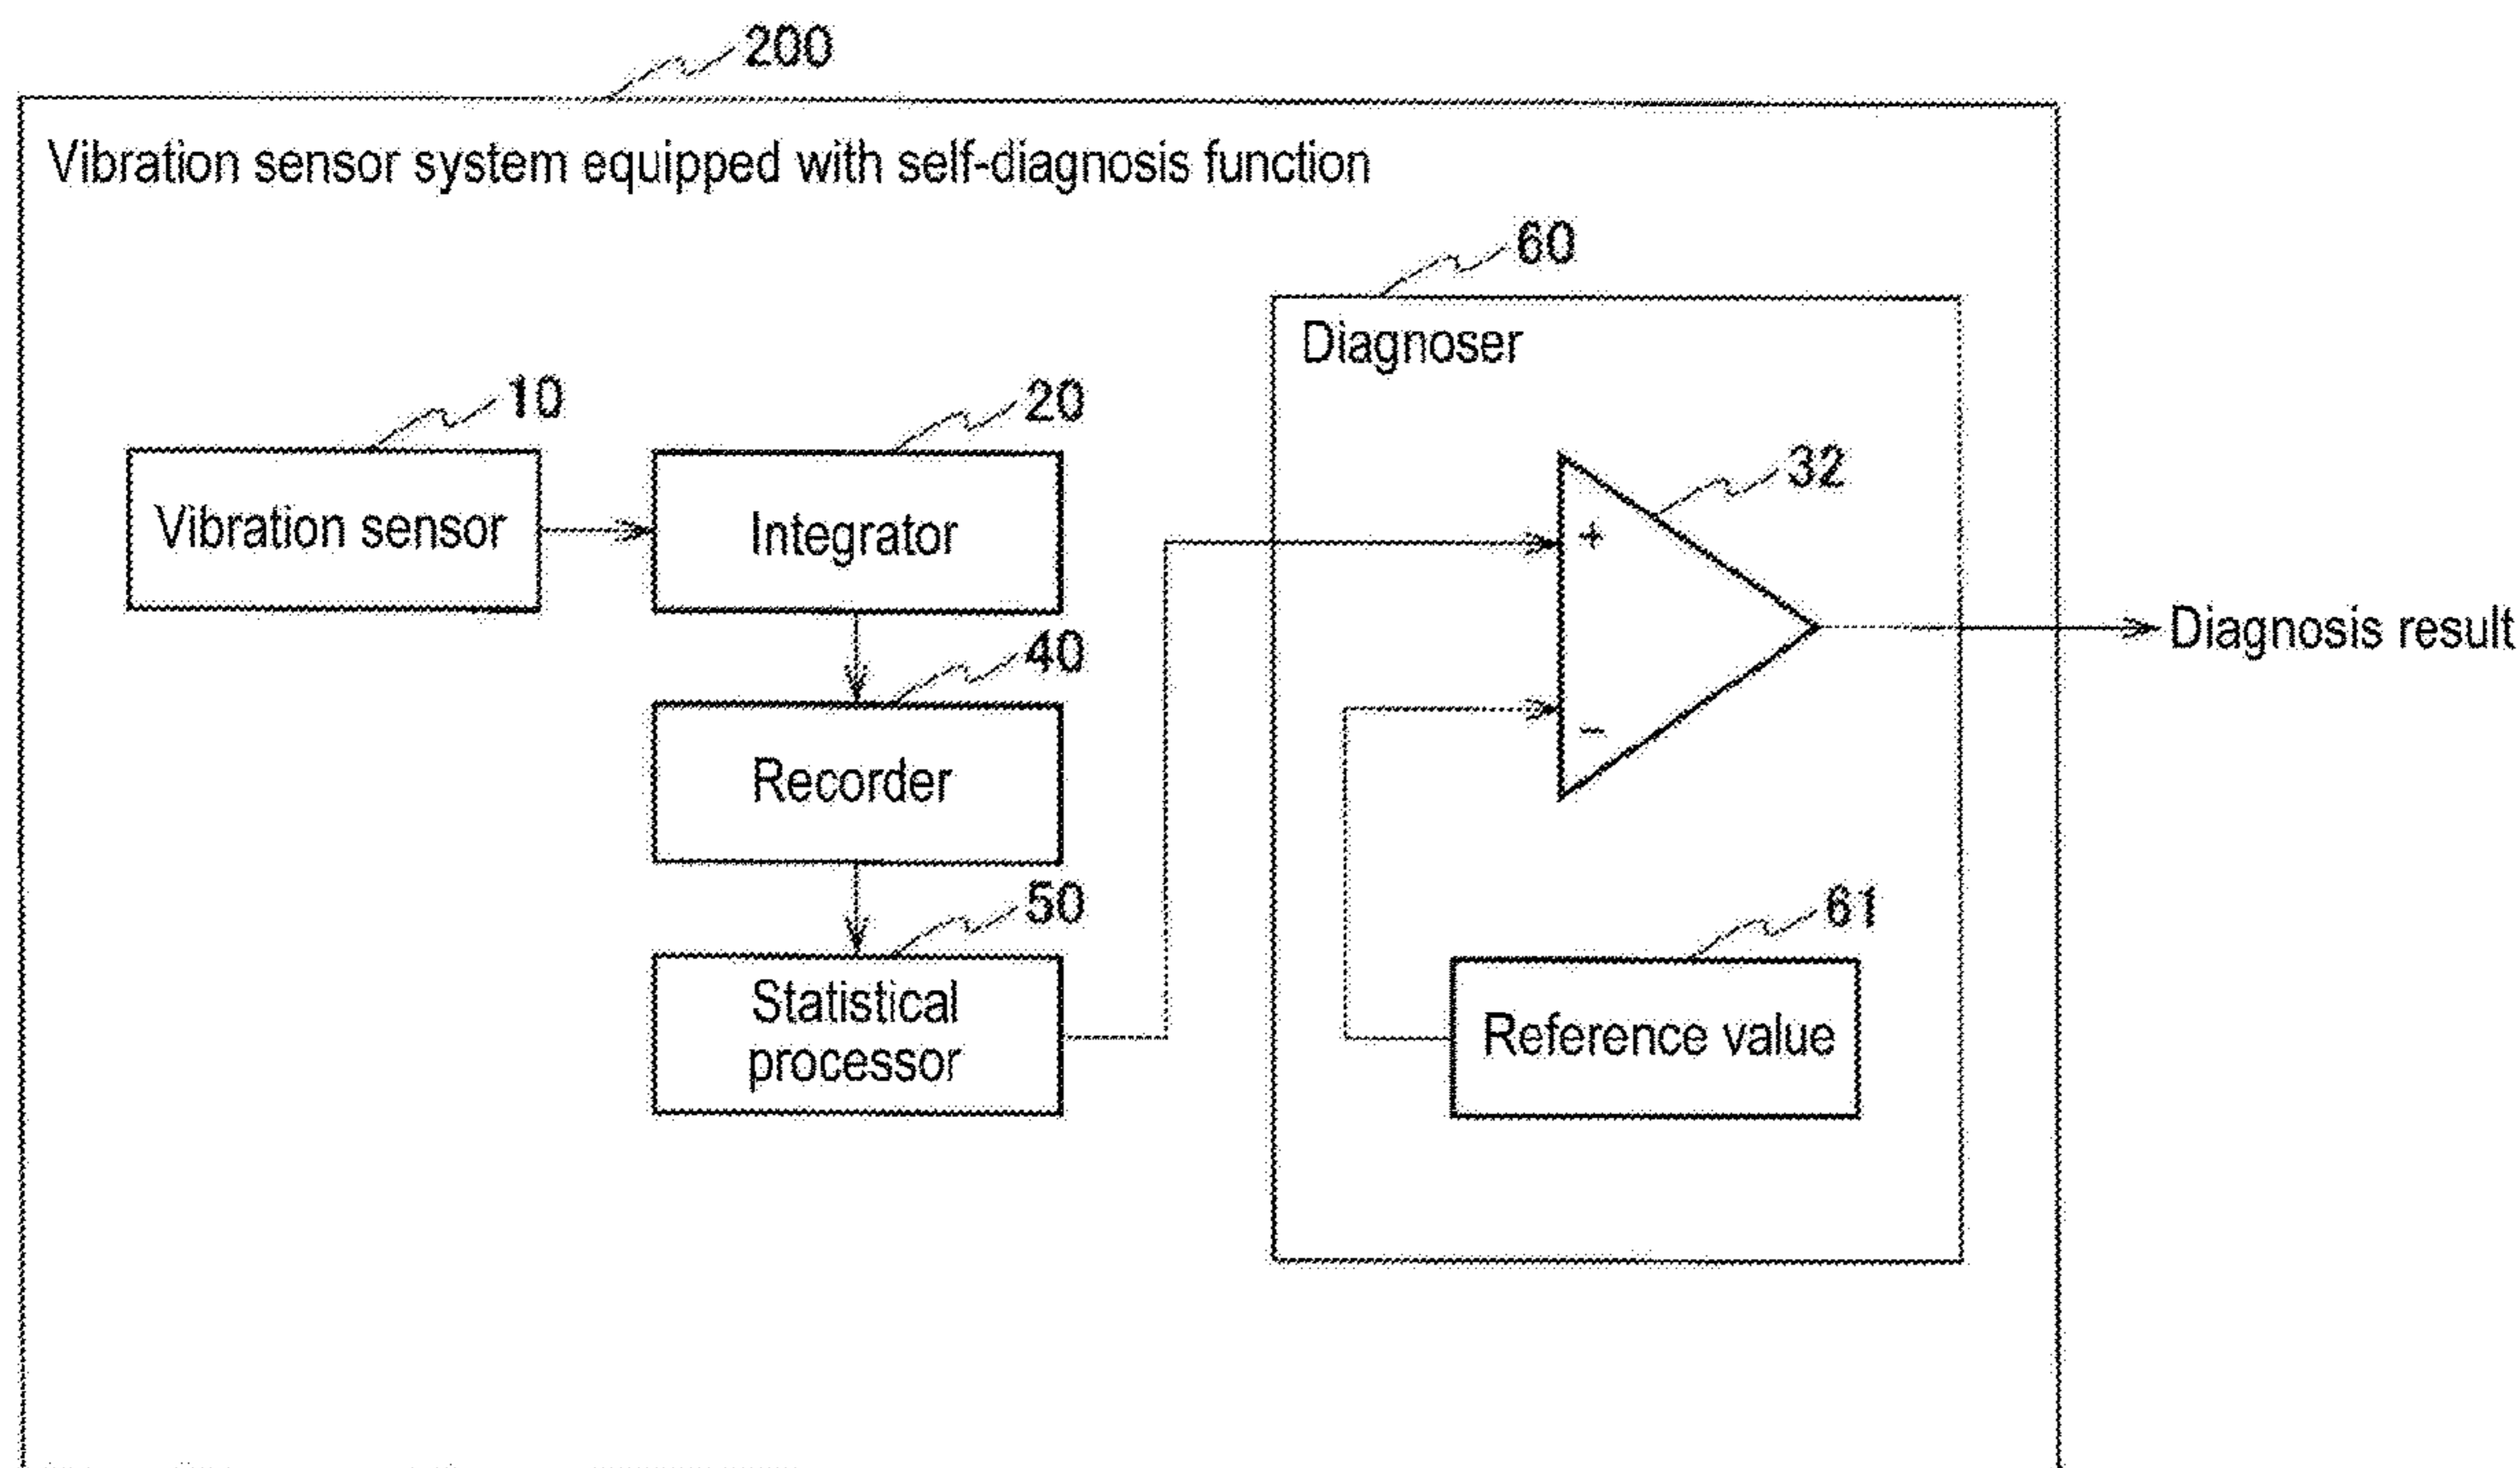 200
Vibration sensor system equipped with self-diagnosis function
60
Diagnoser
10
20
32
Vibration sensor
Integrator
+
Diagnosis result
40
−
Recorder
50
61
Statistical
processor
Reference value